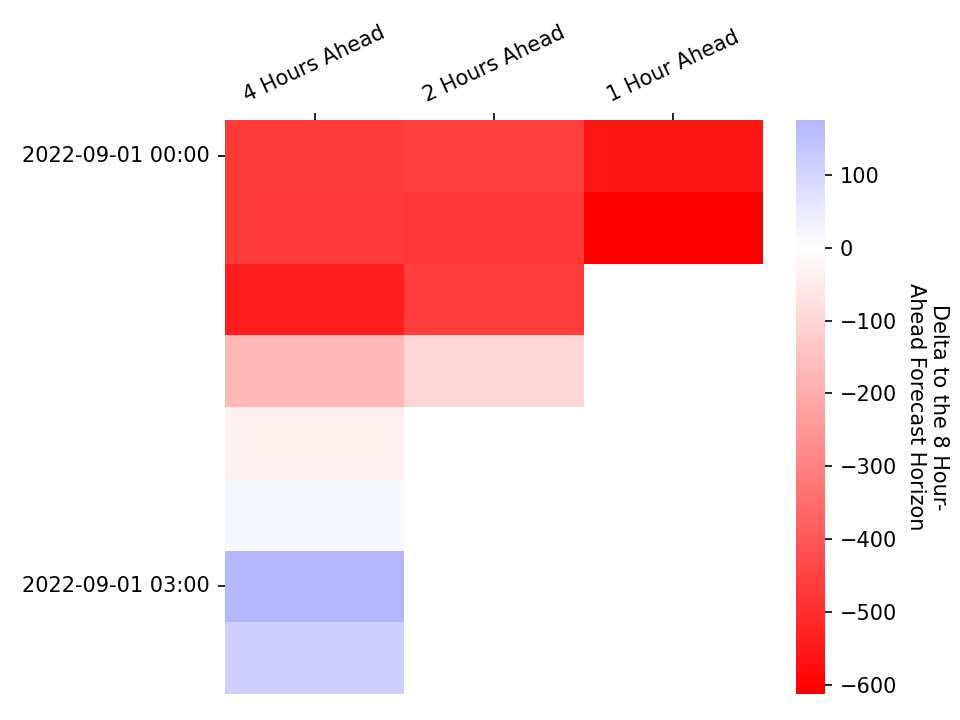 4 Hours Ahead
2 Hours Ahead
1 Hour Ahead
2022-09-01 00:00
2022-09-01 03:00
100
0
−100
−200
−300
−400
−500
−600
Delta to the 8 Hour-
Ahead Forecast Horizon